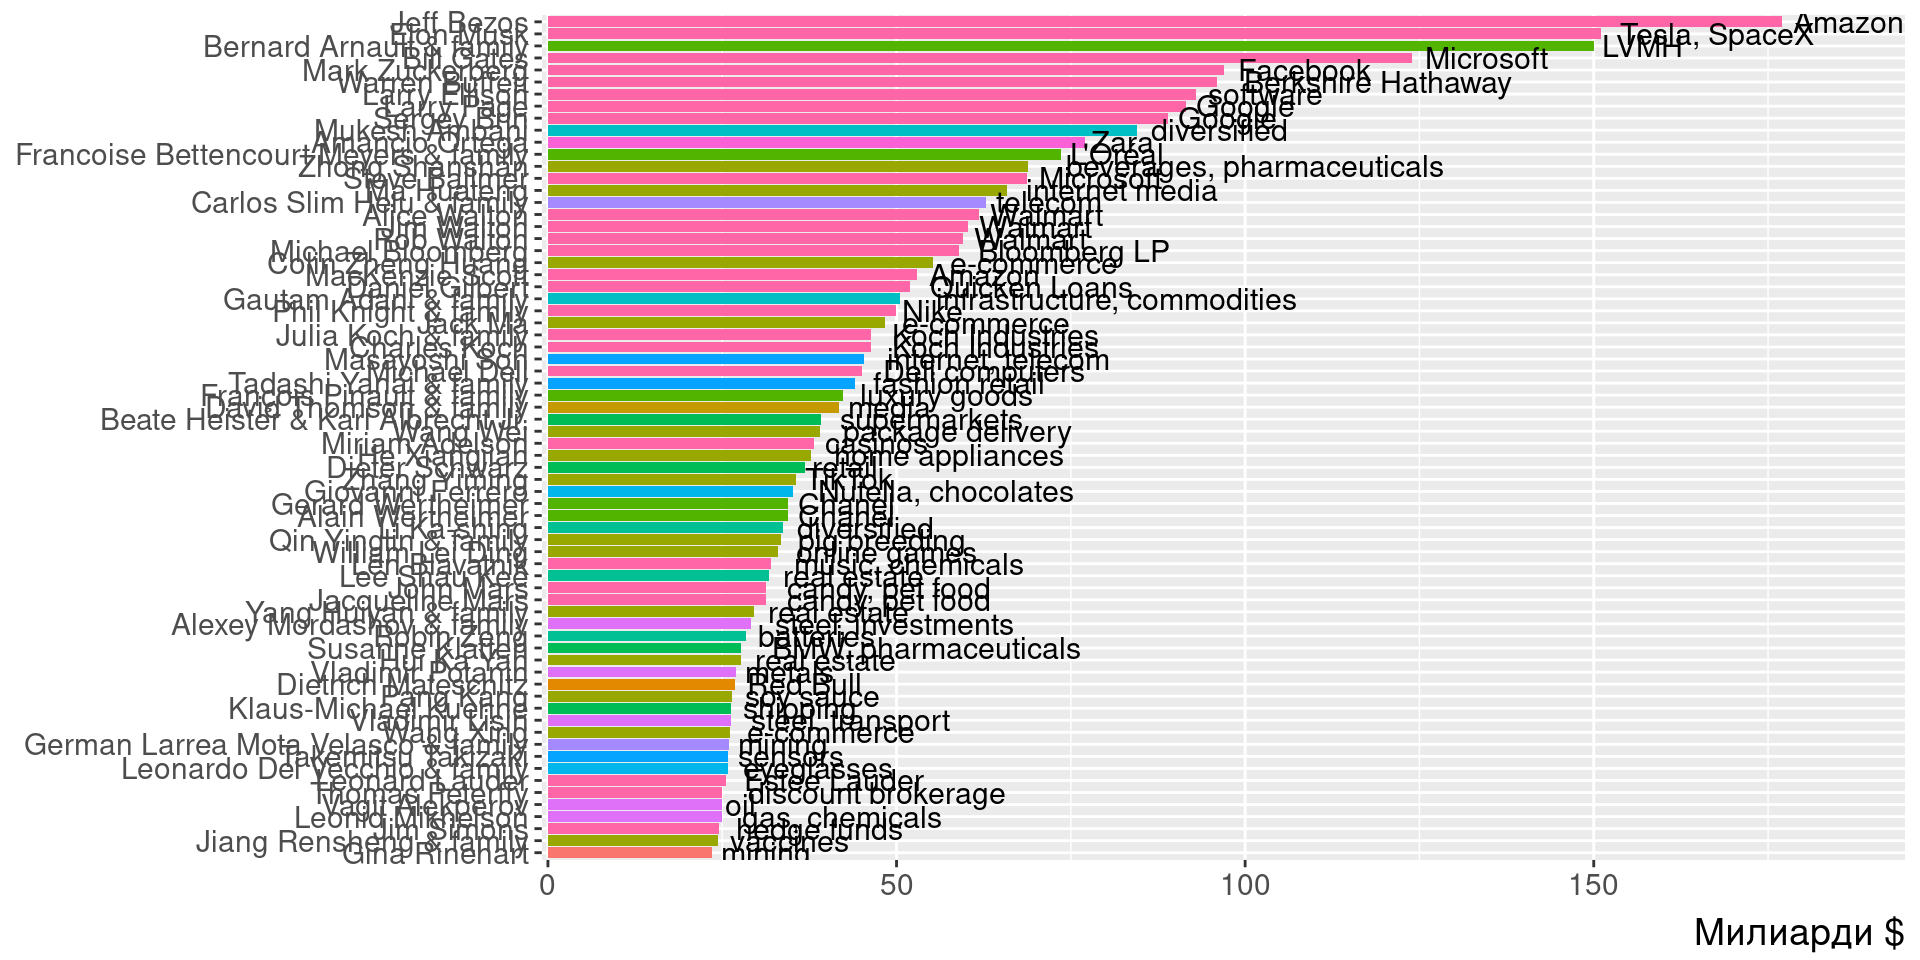 Jeff Bezos Amazon
Elon Musk Tesla, SpaceX
Bernard Arnault & family LVMH
Bill Gates Microsoft
Mark Zuckerberg Facebook
Warren Buffett Berkshire Hathaway
Larry Ellison software
Larry Page Google
Sergey Brin Google
Mukesh Ambani diversified
Amancio Ortega Zara
Francoise Bettencourt Meyers & family L'Oréal
Zhong Shanshan beverages, pharmaceuticals
Steve Ballmer Microsoft
Ma Huateng internet media
Carlos Slim Helu & family telecom
Alice Walton Walmart
Jim Walton Walmart
Rob Walton Walmart
Michael Bloomberg Bloomberg LP
Colin Zheng Huang e-commerce
MacKenzie Scott Amazon
Daniel Gilbert Quicken Loans
Gautam Adani & family infrastructure, commodities
Phil Knight & family Nike
Jack Ma e-commerce
Julia Koch & family Koch Industries
Charles Koch Koch Industries
Masayoshi Son internet, telecom
Michael Dell Dell computers
Tadashi Yanai & family fashion retail
Francois Pinault & family luxury goods
David Thomson & family media
Beate Heister & Karl Albrecht Jr. supermarkets
Wang Wei package delivery
Miriam Adelson casinos
He Xiangjian home appliances
Dieter Schwarz retail
Zhang Yiming TikTok
Giovanni Ferrero Nutella, chocolates
Gerard Wertheimer Chanel
Alain Wertheimer Chanel
Li Ka-shing diversified
Qin Yinglin & family pig breeding
William Lei Ding online games
Len Blavatnik music, chemicals
Lee Shau Kee real estate
John Mars candy, pet food
Jacqueline Mars candy, pet food
Yang Huiyan & family real estate
Alexey Mordashov & family steel, investments
Robin Zeng batteries
Susanne Klatten BMW, pharmaceuticals
Hui Ka Yan real estate
Vladimir Potanin metals
Dietrich Mateschitz Red Bull
Pang Kang soy sauce
Klaus-Michael Kuehne shipping
Vladimir Lisin steel, transport
Wang Xing e-commerce
German Larrea Mota Velasco & family mining
Takemitsu Takizaki sensors
Leonardo Del Vecchio & family eyeglasses
Leonard Lauder Estee Lauder
Thomas Peterffy discount brokerage
Vagit Alekperov oil
Leonid Mikhelson gas, chemicals
Jim Simons hedge funds
Jiang Rensheng & family vaccines
Gina Rinehart mining
0 50 100 150
Милиарди $